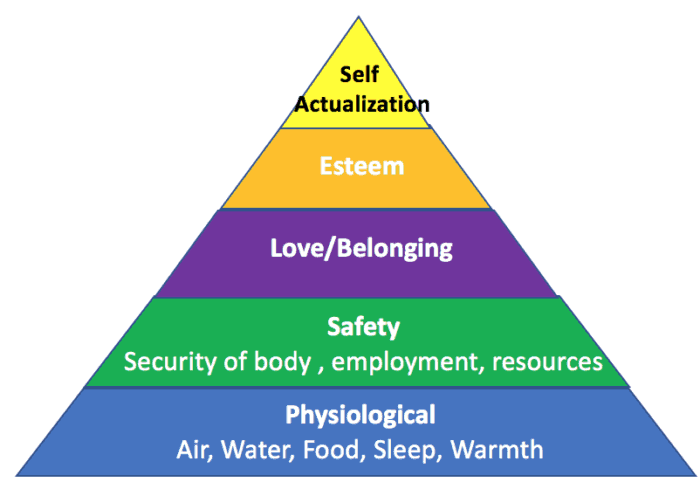 Self
Actualization
Esteem
Love/Belonging
Safety
Security of body , employment, resources
Physiological
Air, Water, Food, Sleep, Warmth